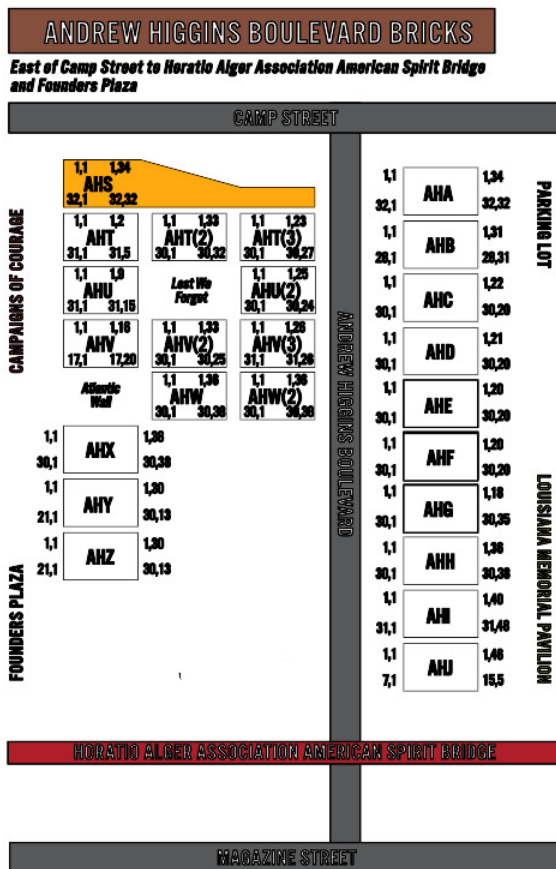 ANDREW HIGGINS BOULEVARD BRICKS
East of Camp Street to Horatio Alger Association American Spirit Bridge
and Founders Plaza
CAMP STREET
1,1 1,34
AHS
32,1 32,32
1,1 1,2
AHT
31,1 31,5
1,1 1,33
AHT(2)
30,1 30,32
1,1 1,23
AHT(3)
30,1 30,27
1,1 1,9
AHU
31,1 31,15
Lest We
Forget
1,1 1,25
AHU(2)
30,1 30,24
1,1 1,16
AHV
17,1 17,20
1,1 1,33
AHV(2)
30,1 30,25
1,1 1,26
AHV(3)
31,1 31,26
Atlantic
Wall
1,1 1,36
AHW
30,1 30,36
1,1 1,36
AHW(2)
30,1 30,36
1,1 1,36
AHX
30,1 30,38
1,1 1,30
AHY
21,1 30,13
1,1 1,30
AHZ
21,1 30,13
CAMPAIGNS OF COURAGE
FOUNDERS PLAZA
ANDREW HIGGINS BOULEVARD
1,1 1,34
AHA
32,1 32,32
1,1 1,31
AHB
28,1 28,31
1,1 1,22
AHC
30,1 30,20
1,1 1,21
AHD
30,1 30,20
1,1 1,20
AHE
30,1 30,20
1,1 1,20
AHF
30,1 30,20
1,1 1,18
AHG
30,1 30,35
1,1 1,36
AHH
30,1 30,36
1,1 1,40
AHI
31,1 31,48
1,1 1,46
AHJ
7,1 15,5
PARKING LOT
LOUISIANA MEMORIAL PAVILION
HORATIO ALGER ASSOCIATION AMERICAN SPIRIT BRIDGE
MAGAZINE STREET